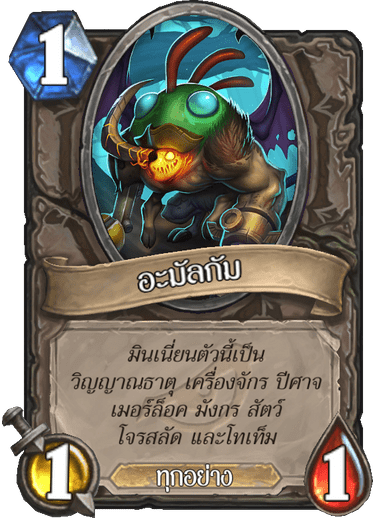 1
อะมัลกัม
มินเนี่ยนตัวนี้เป็น
วิญญาณธาตุ เครื่องจักร ปีศาจ
เมอร์ล็อค มังกร สัตว์
โจรสลัด และโทเท็ม
1 ทุกอย่าง 1